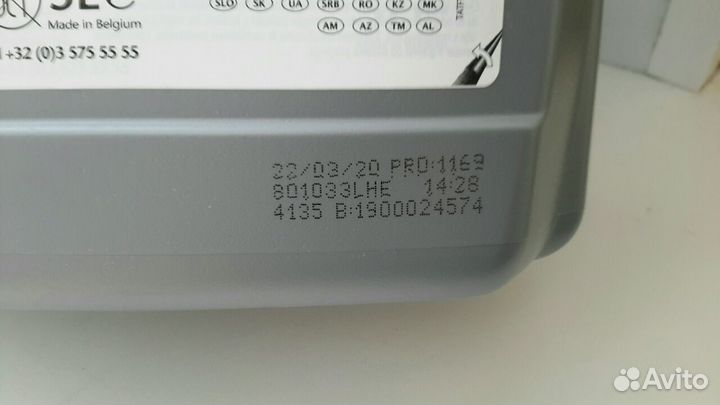 Made in Belgium
+32 (0)3 575 55 55
SLO SK UA SRB RO KZ MK
AM AZ TM AL
22/03/20 PRD:1169
801033LHE 14:28
4135 B:1900024574
Avito